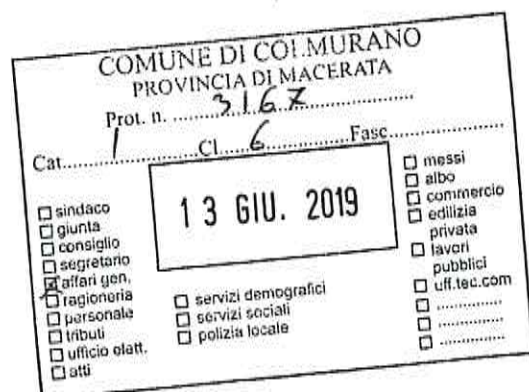 COMUNE DI COLMURANO
PROVINCIA DI MACERATA
Prot. n. 3167
Cat. 1 Cl. 6 Fasc.
☐ sindaco
☐ giunta
☐ consiglio
☐ segretario
☒ affari gen.
☐ ragioneria
☐ personale
☐ tributi
☐ ufficio elatt.
☐ atti
13 GIU. 2019
☐ servizi demografici
☐ servizi sociali
☐ polizia locale
☐ messi
☐ albo
☐ commercio
☐ edilizia
privata
☐ lavori
pubblici
☐ uff.tec.com
☐ ................
☐ ................
☐ ................